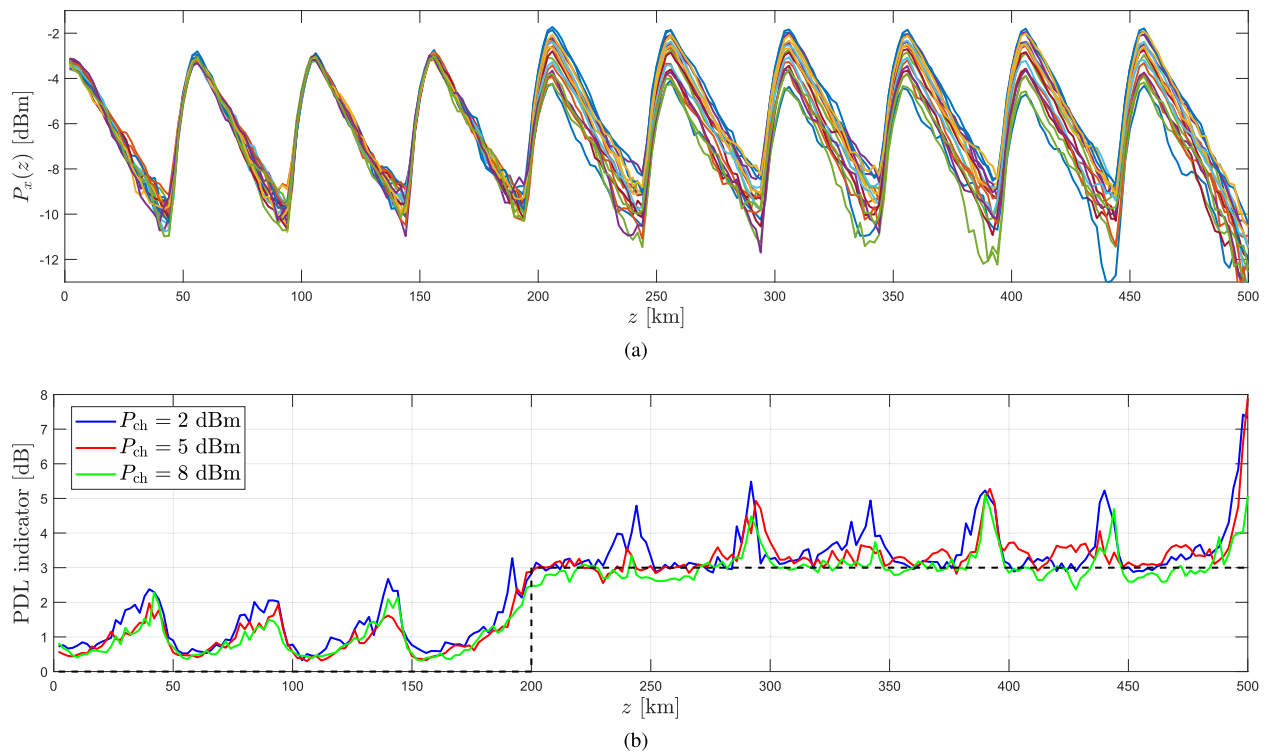 -2
-4
-6
-8
-10
-12
P_x(z) [dBm]
0 50 100 150 200 250 300 350 400 450 500
z [km]
(a)
8
7
6
5
4
3
2
1
0
PDL indicator [dB]
P_ch = 2 dBm
P_ch = 5 dBm
P_ch = 8 dBm
0 50 100 150 200 250 300 350 400 450 500
z [km]
(b)